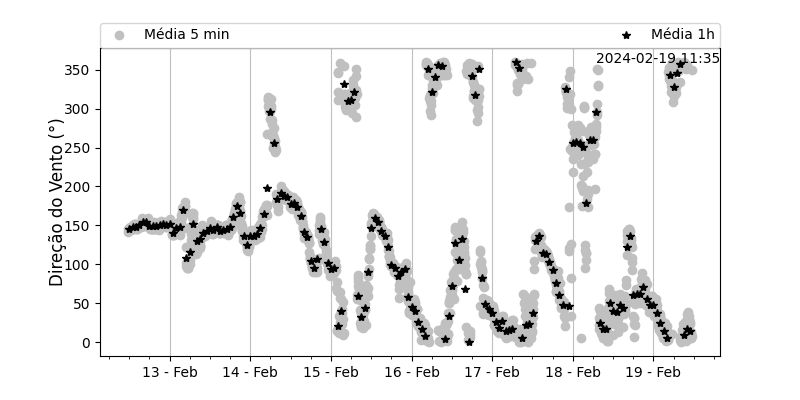 Média 5 min
Média 1h
2024-02-19 11:35
Direção do Vento (°)
350
300
250
200
150
100
50
0
13 - Feb
14 - Feb
15 - Feb
16 - Feb
17 - Feb
18 - Feb
19 - Feb